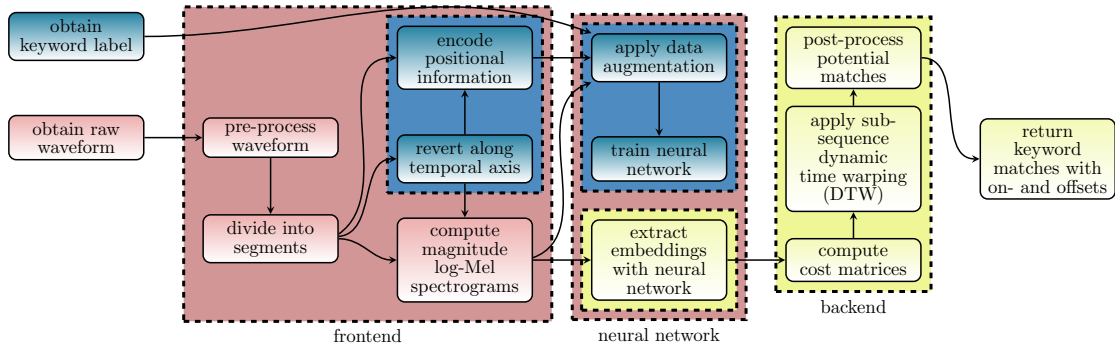 obtain
keyword label
obtain raw
waveform
pre-process
waveform
divide into
segments
encode
positional
information
revert along
temporal axis
compute
magnitude
log-Mel
spectrograms
frontend
apply data
augmentation
train neural
network
extract
embeddings
with neural
network
neural network
post-process
potential
matches
apply sub-
sequence
dynamic
time warping
(DTW)
compute
cost matrices
backend
return
keyword
matches with
on- and offsets